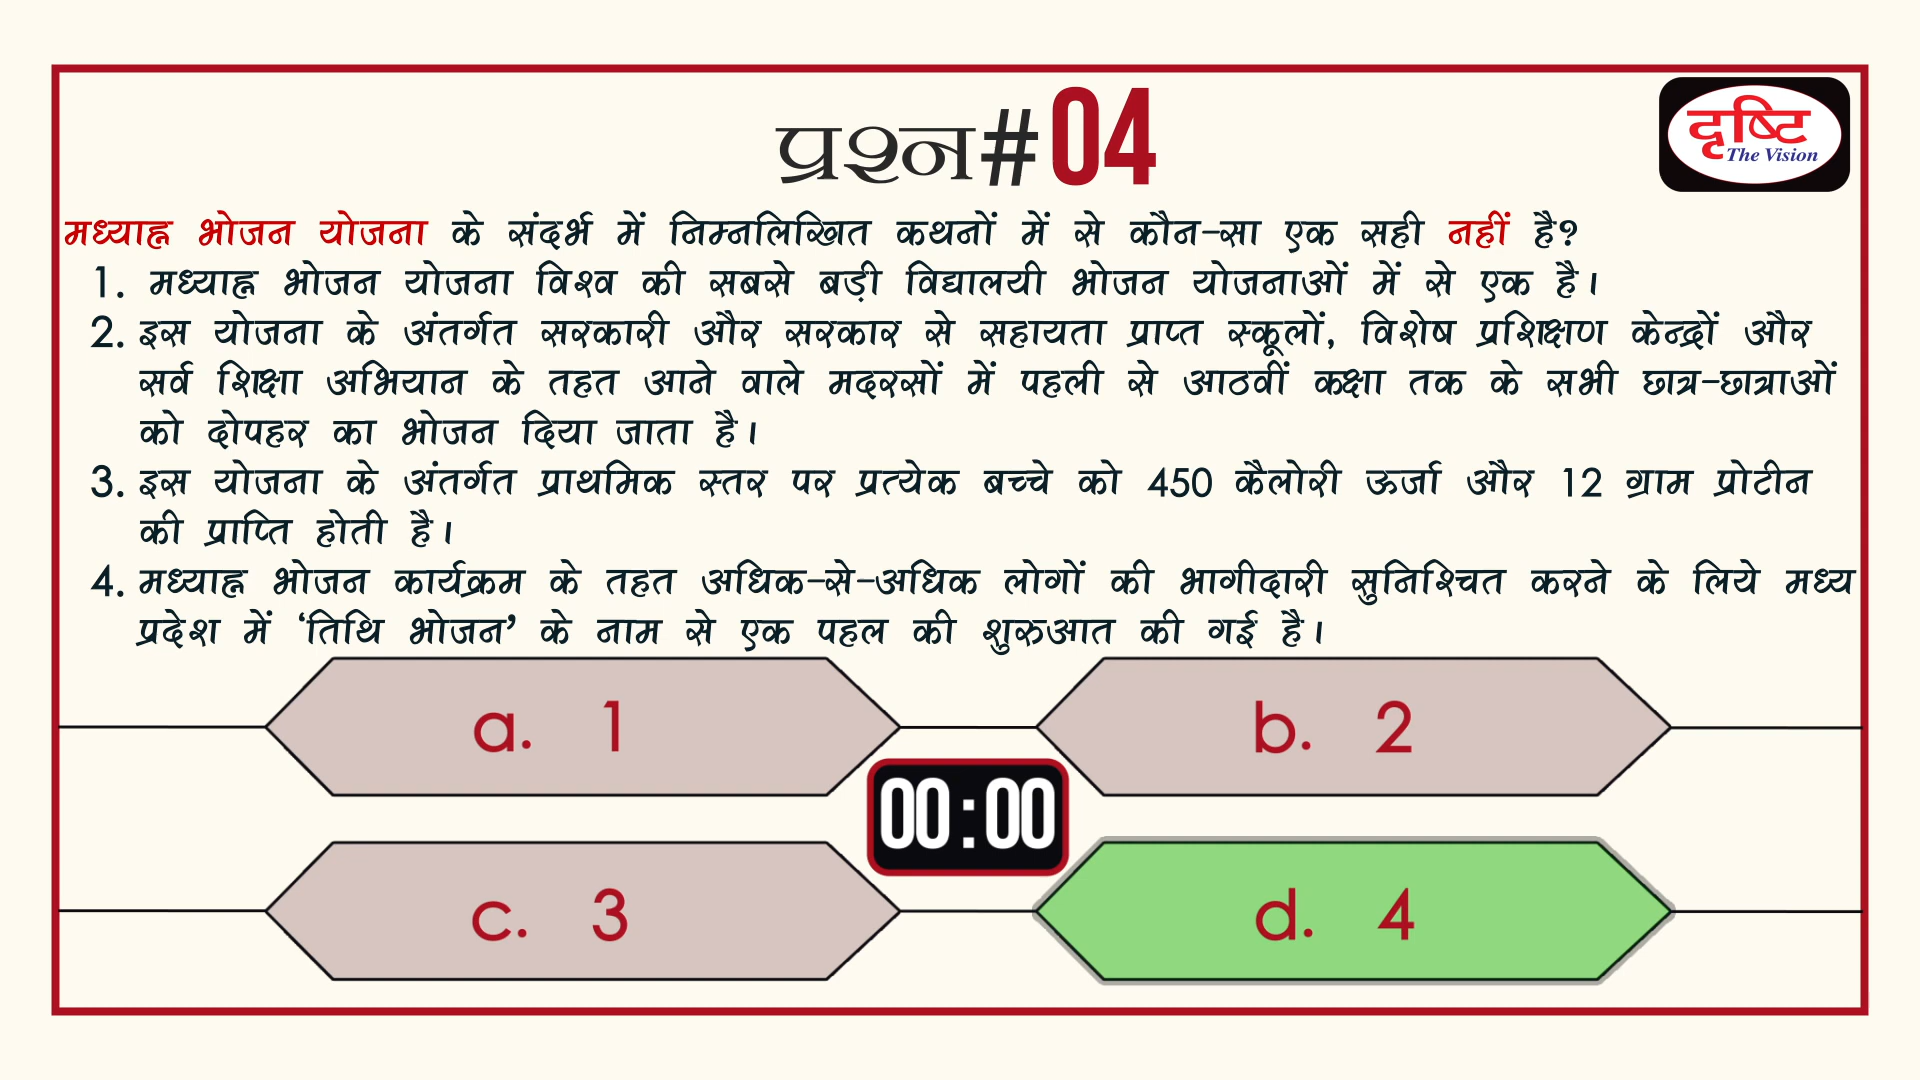 प्रश्न#04
दृष्टि
The Vision
मध्याह्न भोजन योजना के संदर्भ में निम्नलिखित कथनों में से कौन-सा एक सही नहीं है?
1. मध्याह्न भोजन योजना विश्व की सबसे बड़ी विद्यालयी भोजन योजनाओं में से एक है।
2. इस योजना के अंतर्गत सरकारी और सरकार से सहायता प्राप्त स्कूलों, विशेष प्रशिक्षण केन्द्रों और
सर्व शिक्षा अभियान के तहत आने वाले मदरसों में पहली से आठवीं कक्षा तक के सभी छात्र-छात्राओं
को दोपहर का भोजन दिया जाता है।
3. इस योजना के अंतर्गत प्राथमिक स्तर पर प्रत्येक बच्चे को 450 कैलोरी ऊर्जा और 12 ग्राम प्रोटीन
की प्राप्ति होती है।
4. मध्याह्न भोजन कार्यक्रम के तहत अधिक-से-अधिक लोगों की भागीदारी सुनिश्चित करने के लिये मध्य
प्रदेश में ‘तिथि भोजन’ के नाम से एक पहल की शुरुआत की गई है।
a. 1
b. 2
00:00
c. 3
d. 4